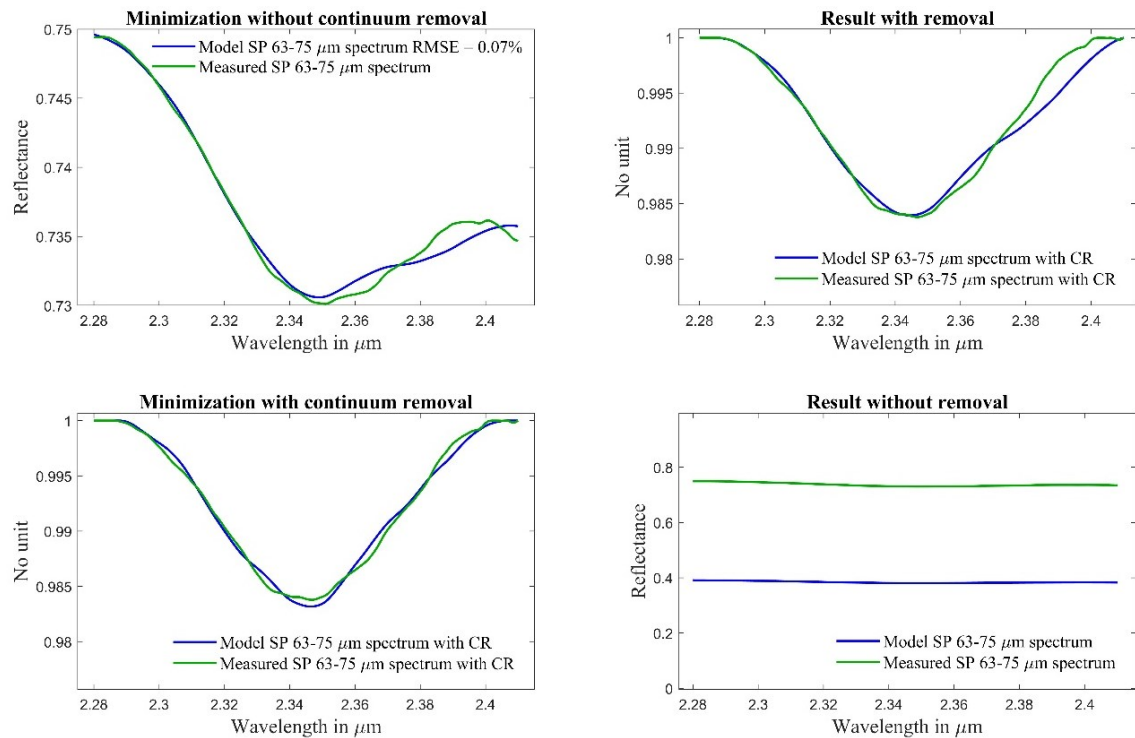 Minimization without continuum removal
0.75
0.745
0.74
0.735
0.73
Reflectance
Model SP 63-75 μm spectrum RMSE – 0.07%
Measured SP 63-75 μm spectrum
2.28 2.3 2.32 2.34 2.36 2.38 2.4
Wavelength in μm
Result with removal
1
0.995
0.99
0.985
0.98
No unit
Model SP 63-75 μm spectrum with CR
Measured SP 63-75 μm spectrum with CR
2.28 2.3 2.32 2.34 2.36 2.38 2.4
Wavelength in μm
Minimization with continuum removal
1
0.995
0.99
0.985
0.98
No unit
Model SP 63-75 μm spectrum with CR
Measured SP 63-75 μm spectrum with CR
2.28 2.3 2.32 2.34 2.36 2.38 2.4
Wavelength in μm
Result without removal
0.8
0.6
0.4
0.2
0
Reflectance
Model SP 63-75 μm spectrum
Measured SP 63-75 μm spectrum
2.28 2.3 2.32 2.34 2.36 2.38 2.4
Wavelength in μm